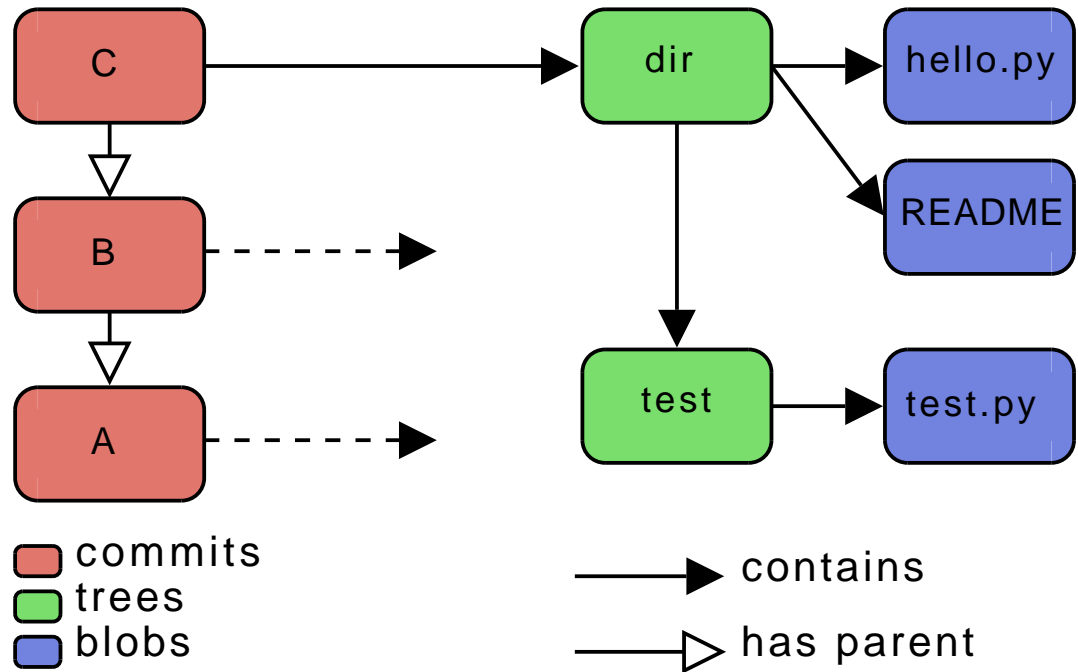 C
dir
hello.py
README
B
test
test.py
A
commits
trees
blobs
contains
has parent